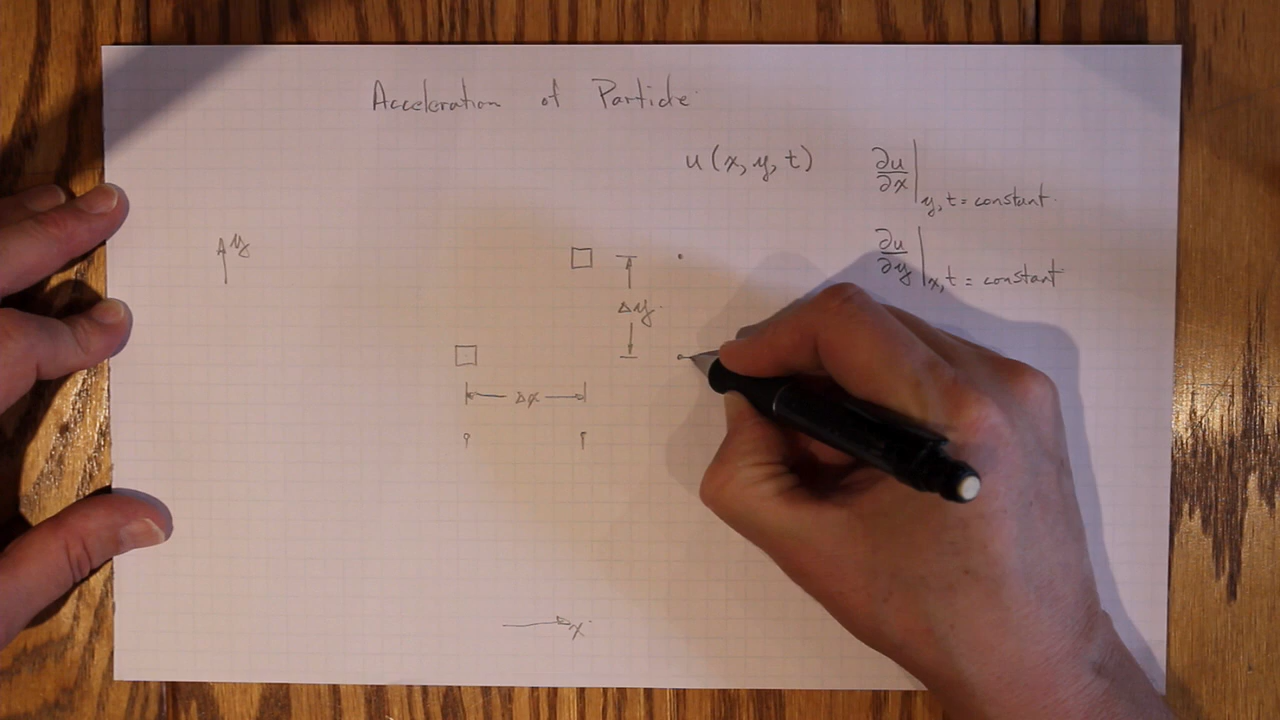 Acceleration of Particle
u(x, y, t)
∂u/∂x | y, t = constant
∂u/∂y | x, t = constant
y
Δy
Δx
x